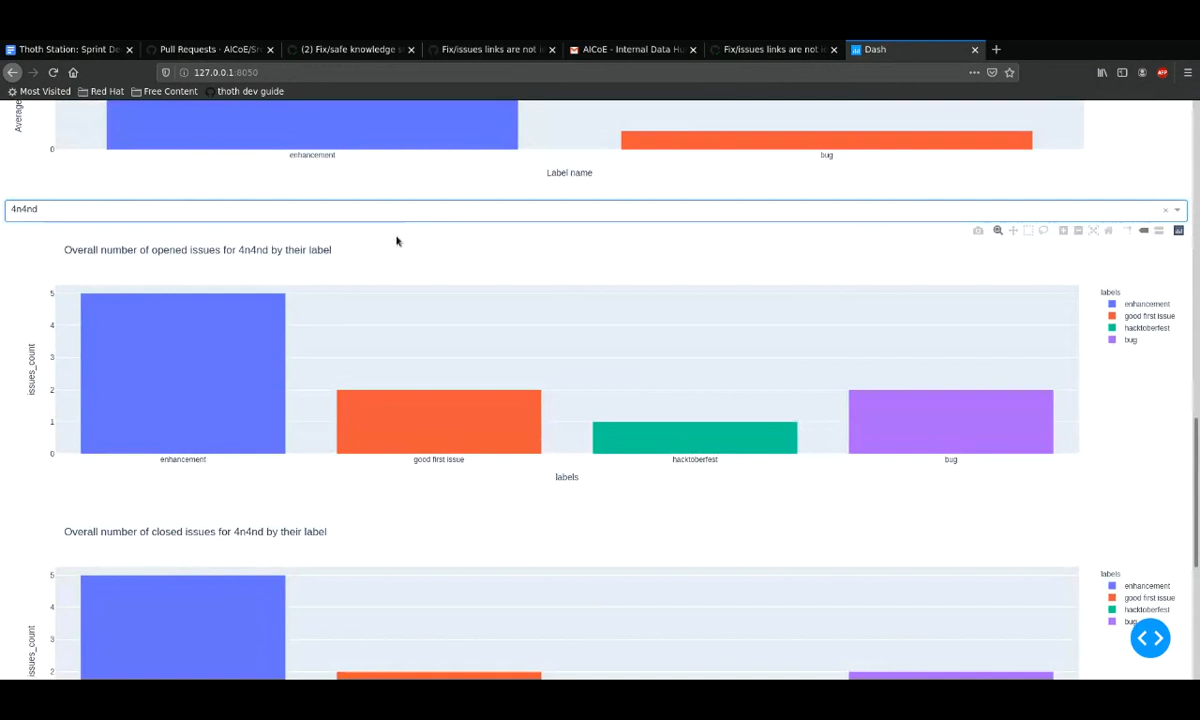 Thoth Station: Sprint De
Pull Requests · AICoE/Sr
(2) Fix/safe knowledge s
Fix/issues links are not i
AICoE - Internal Data H
Fix/issues links are not i
Dash
127.0.0.1:8050
Most Visited
Red Hat
Free Content
thoth dev guide
ABP
Average
0
enhancement
bug
Label name
4n4nd
Overall number of opened issues for 4n4nd by their label
issues_count
5
4
3
2
1
0
enhancement
good first issue
hacktoberfest
bug
labels
labels
enhancement
good first issue
hacktoberfest
bug
Overall number of closed issues for 4n4nd by their label
issues_count
5
4
3
2
labels
enhancement
good first issue
hacktoberfest